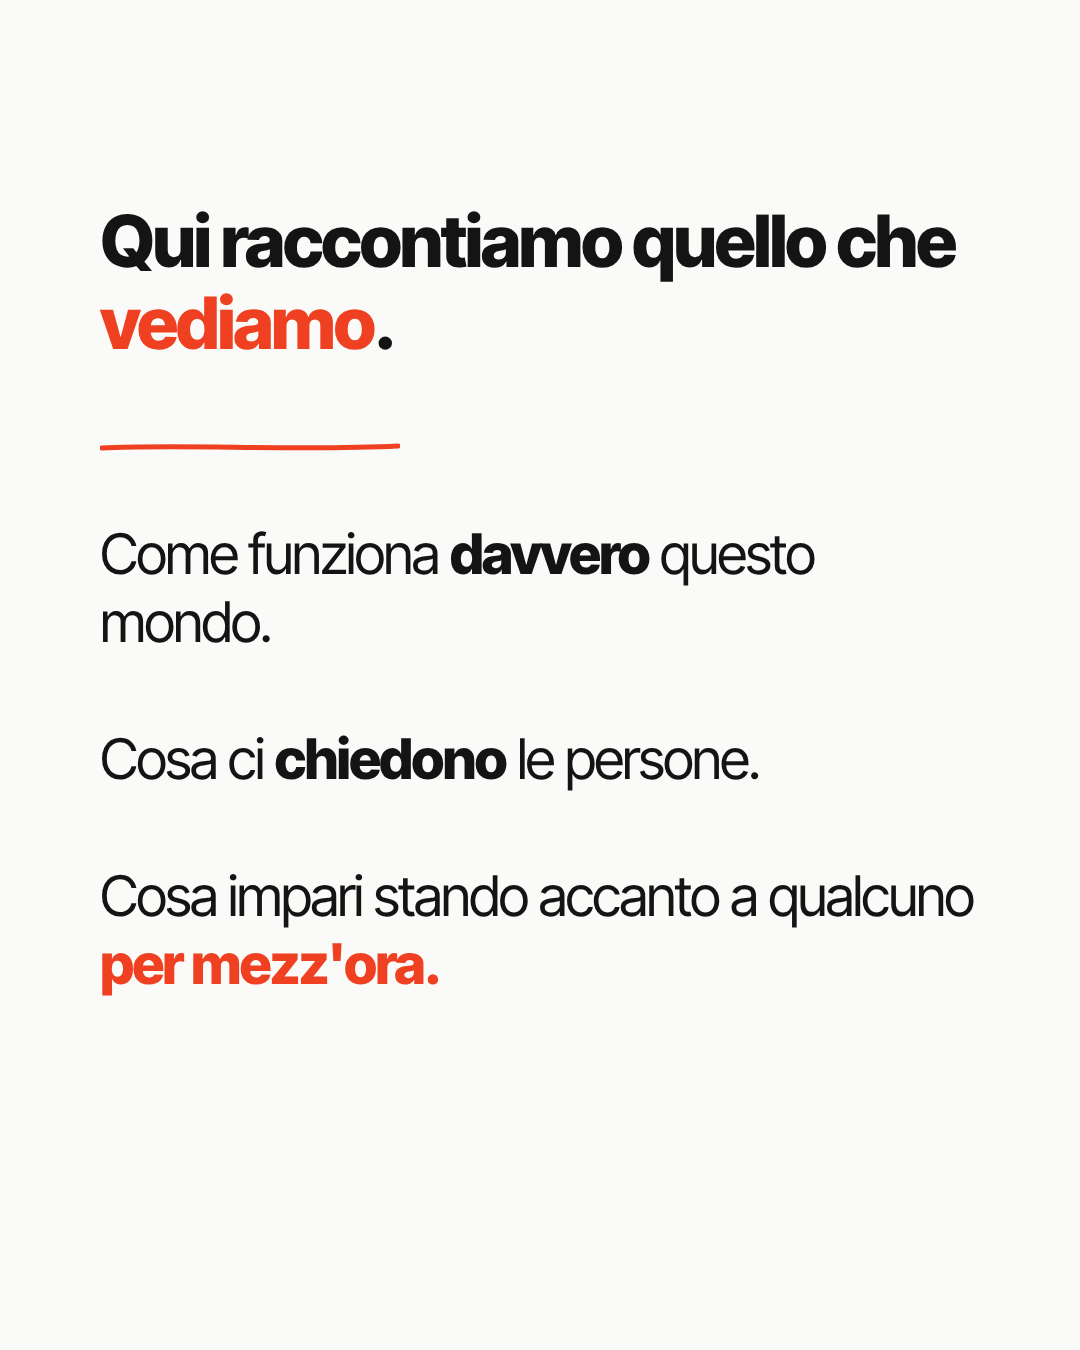 Qui raccontiamo quello che
vediamo.
Come funziona davvero questo
mondo.
Cosa ci chiedono le persone.
Cosa impari stando accanto a qualcuno
per mezz'ora.